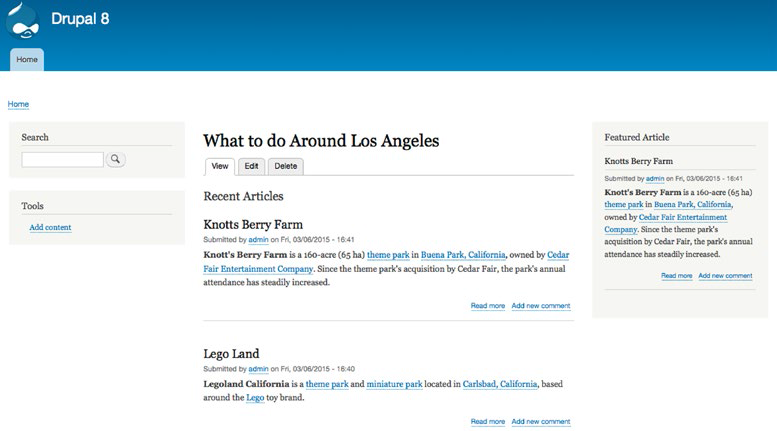 Drupal 8
Home
Home
Search
Tools
Add content
What to do Around Los Angeles
View Edit Delete
Recent Articles
Knotts Berry Farm
Submitted by admin on Fri, 03/06/2015 - 16:41
Knott's Berry Farm is a 160-acre (65 ha) theme park in Buena Park, California, owned by Cedar
Fair Entertainment Company. Since the theme park's acquisition by Cedar Fair, the park's annual
attendance has steadily increased.
Read more Add new comment
Lego Land
Submitted by admin on Fri, 03/06/2015 - 16:40
Legoland California is a theme park and miniature park located in Carlsbad, California, based
around the Lego toy brand.
Read more Add new comment
Featured Article
Knotts Berry Farm
Submitted by admin on Fri, 03/06/2015 - 16:41
Knott's Berry Farm is a 160-acre (65 ha)
theme park in Buena Park, California,
owned by Cedar Fair Entertainment
Company. Since the theme park's
acquisition by Cedar Fair, the park's annual
attendance has steadily increased.
Read more Add new comment